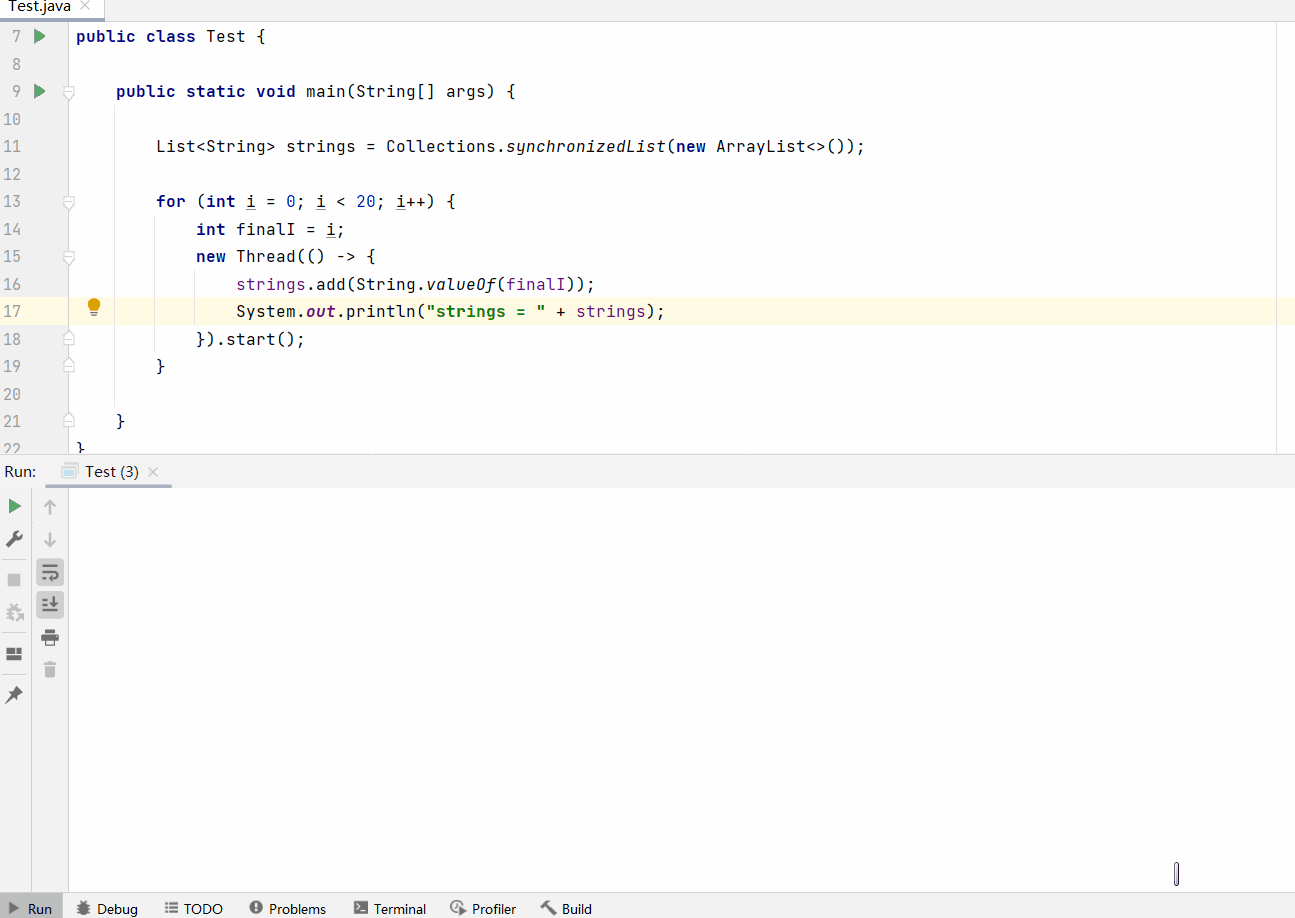 Test.java
7 public class Test {
8
9 public static void main(String[] args) {
10
11 List<String> strings = Collections.synchronizedList(new ArrayList<>());
12
13 for (int i = 0; i < 20; i++) {
14 int finalI = i;
15 new Thread(() -> {
16 strings.add(String.valueOf(finalI));
17 System.out.println("strings = " + strings);
18 }).start();
19 }
20
21 }
22 }
Run: Test (3)
Run Debug TODO Problems Terminal Profiler Build